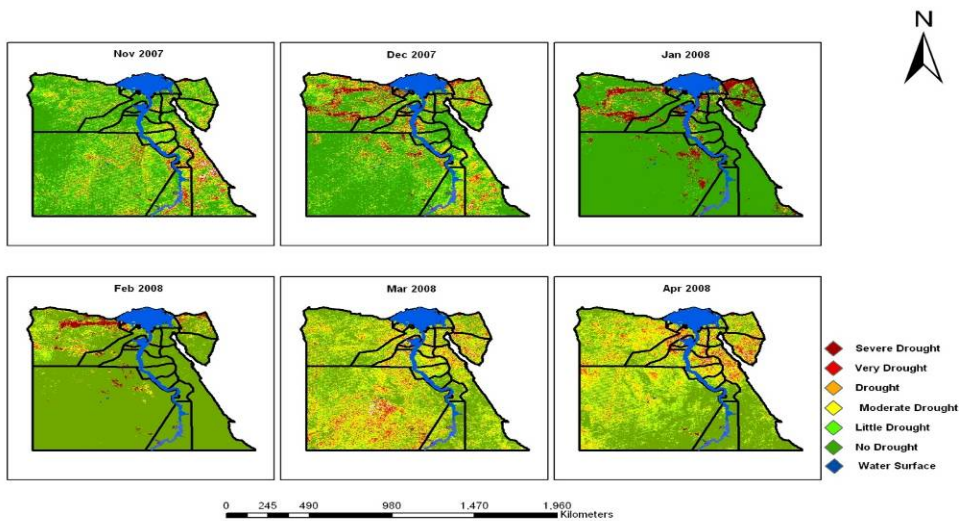 N
Nov 2007
Dec 2007
Jan 2008
Feb 2008
Mar 2008
Apr 2008
Severe Drought
Very Drought
Drought
Moderate Drought
Little Drought
No Drought
Water Surface
0 245 490 980 1,470 1,960
Kilometers